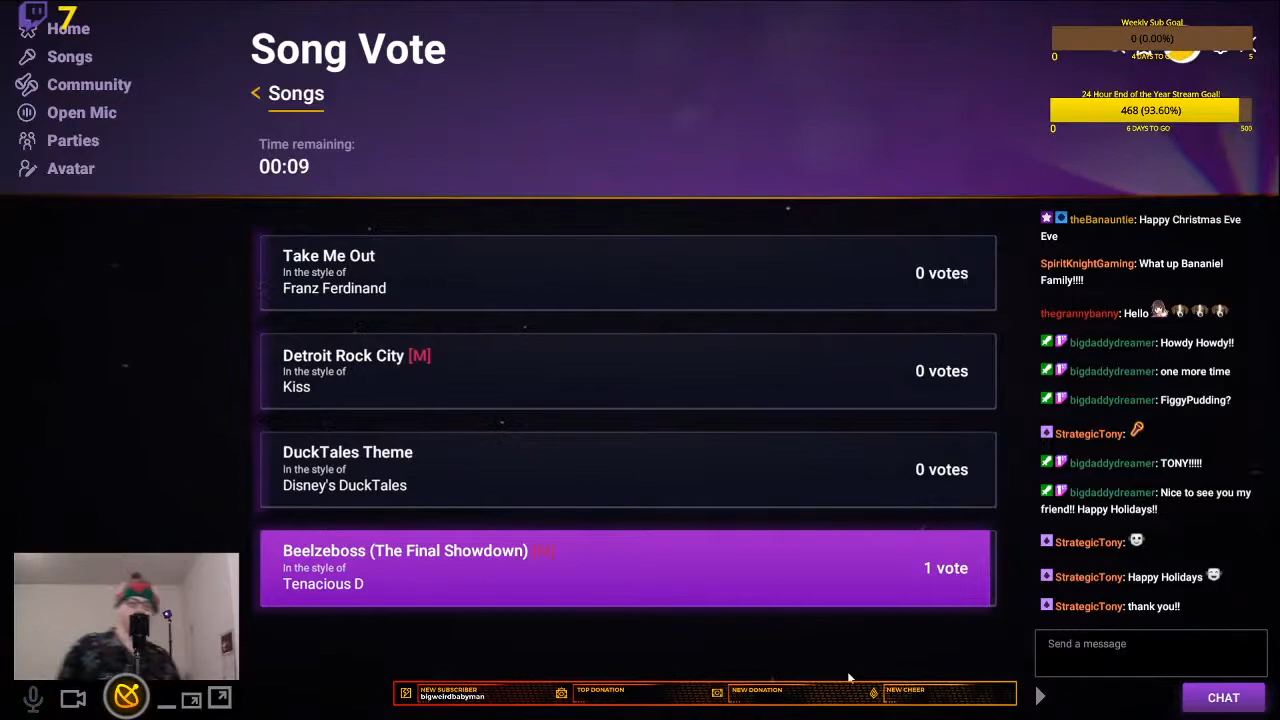 7
Home
Songs
Community
Open Mic
Parties
Avatar
Song Vote
< Songs
Time remaining:
00:09
Take Me Out
In the style of
Franz Ferdinand
0 votes
Detroit Rock City [M]
In the style of
Kiss
0 votes
DuckTales Theme
In the style of
Disney's DuckTales
0 votes
Beelzeboss (The Final Showdown) [M]
In the style of
Tenacious D
1 vote
Weekly Sub Goal
0 (0.00%)
0 4 DAYS TO GO 5
24 Hour End of the Year Stream Goal!
468 (93.60%)
0 6 DAYS TO GO 500
theBanauntie: Happy Christmas Eve
Eve
SpiritKnightGaming: What up Bananiel
Family!!!!
thegrannybanny: Hello
bigdaddydreamer: Howdy Howdy!!
bigdaddydreamer: one more time
bigdaddydreamer: FiggyPudding?
StrategicTony:
bigdaddydreamer: TONY!!!!!
bigdaddydreamer: Nice to see you my
friend!! Happy Holidays!!
StrategicTony:
StrategicTony: Happy Holidays
StrategicTony: thank you!!
Send a message
CHAT
NEW SUBSCRIBER
bigweirdbabyman
TOP DONATION
....
NEW DONATION
....
NEW CHEER
....